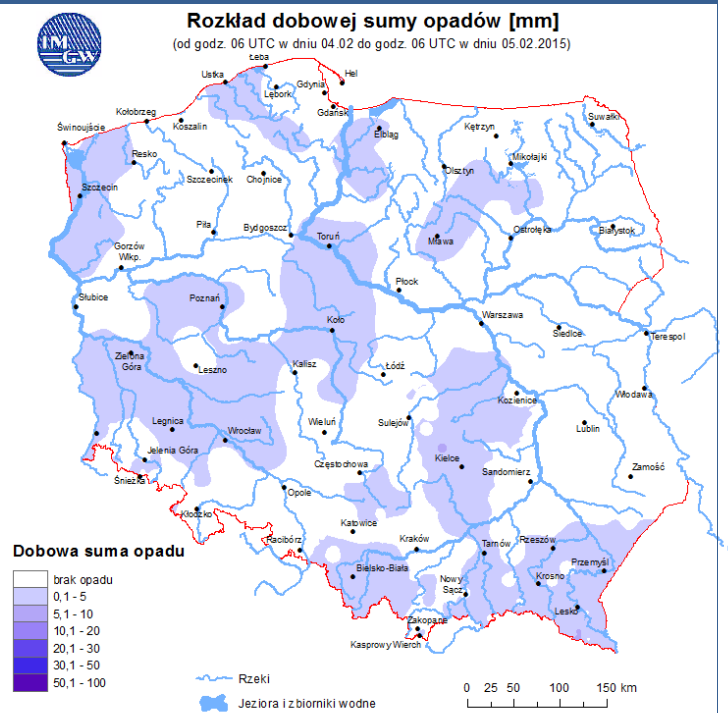 Rozkład dobowej sumy opadów [mm]
(od godz. 06 UTC w dniu 04.02 do godz. 06 UTC w dniu 05.02.2015)
IM
GW
Łeba
Ustka
Hel
Gdynia
Lębork
Gdańsk
Kołobrzeg
Koszalin
Suwałki
Świnoujście
Elbląg
Kętrzyn
Resko
Mikołajki
Olsztyn
Szczecinek
Chojnice
Szczecin
Piła
Bydgoszcz
Toruń
Mława
Ostrołęka
Białystok
Gorzów
Wlkp.
Płock
Słubice
Poznań
Koło
Warszawa
Siedlce
Terespol
Zielona
Góra
Leszno
Kalisz
Łódź
Kozienice
Włodawa
Legnica
Wrocław
Wieluń
Sulejów
Lublin
Jelenia Góra
Częstochowa
Kielce
Sandomierz
Zamość
Śnieżka
Opole
Kłodzko
Katowice
Racibórz
Kraków
Tarnów
Rzeszów
Przemyśl
Bielsko-Biała
Nowy
Sącz
Krosno
Lesko
Zakopane
Kasprowy Wierch
Dobowa suma opadu
brak opadu
0,1 - 5
5,1 - 10
10,1 - 20
20,1 - 30
30,1 - 50
50,1 - 100
Rzeki
Jeziora i zbiorniki wodne
0 25 50 100 150 km